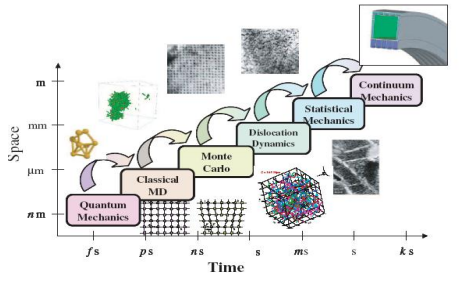 m
mm
μm
nm
Space
Continuum
Mechanics
Statistical
Mechanics
Dislocation
Dynamics
Monte
Carlo
Classical
MD
Quantum
Mechanics
fs
ps
ns
s
ms
s
ks
Time